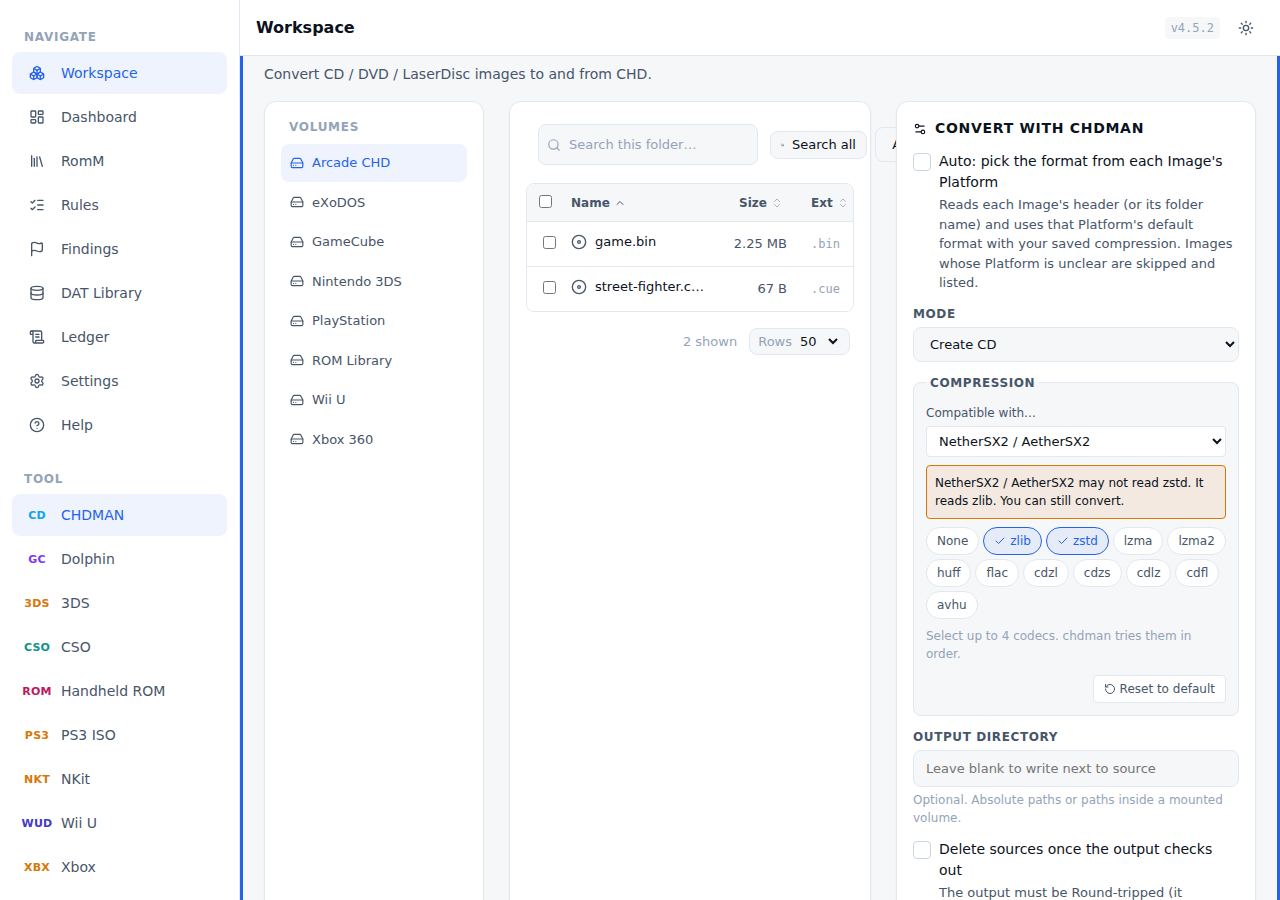 NAVIGATE
Workspace
Dashboard
RomM
Rules
Findings
DAT Library
Ledger
Settings
Help
TOOL
CD CHDMAN
GC Dolphin
3DS 3DS
CSO CSO
ROM Handheld ROM
PS3 PS3 ISO
NKT NKit
WUD Wii U
XBX Xbox
Workspace
v4.5.2
Convert CD / DVD / LaserDisc images to and from CHD.
VOLUMES
Arcade CHD
eXoDOS
GameCube
Nintendo 3DS
PlayStation
ROM Library
Wii U
Xbox 360
Search this folder…
Search all
Name Size Ext
game.bin 2.25 MB .bin
street-fighter.c… 67 B .cue
2 shown Rows 50
CONVERT WITH CHDMAN
Auto: pick the format from each Image's
Platform
Reads each Image's header (or its folder
name) and uses that Platform's default
format with your saved compression. Images
whose Platform is unclear are skipped and
listed.
MODE
Create CD
COMPRESSION
Compatible with…
NetherSX2 / AetherSX2
NetherSX2 / AetherSX2 may not read zstd. It
reads zlib. You can still convert.
None zlib zstd lzma lzma2
huff flac cdzl cdzs cdlz cdfl
avhu
Select up to 4 codecs. chdman tries them in
order.
Reset to default
OUTPUT DIRECTORY
Leave blank to write next to source
Optional. Absolute paths or paths inside a mounted
volume.
Delete sources once the output checks
out
The output must be Round-tripped (it